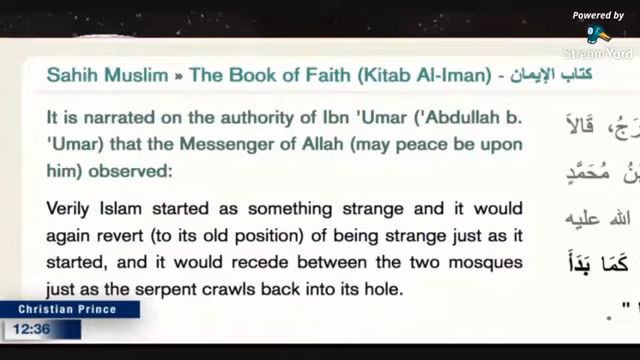 Powered by
StreamYard
Sahih Muslim » The Book of Faith (Kitab Al-Iman) - كتاب الإيمان
It is narrated on the authority of Ibn 'Umar ('Abdullah b.
'Umar) that the Messenger of Allah (may peace be upon
him) observed:
Verily Islam started as something strange and it would
again revert (to its old position) of being strange just as it
started, and it would recede between the two mosques
just as the serpent crawls back into its hole.
قَالاَ
مُحَمَّدٍ
الله عليه
كَمَا بَدَأَ
Christian Prince
12:36